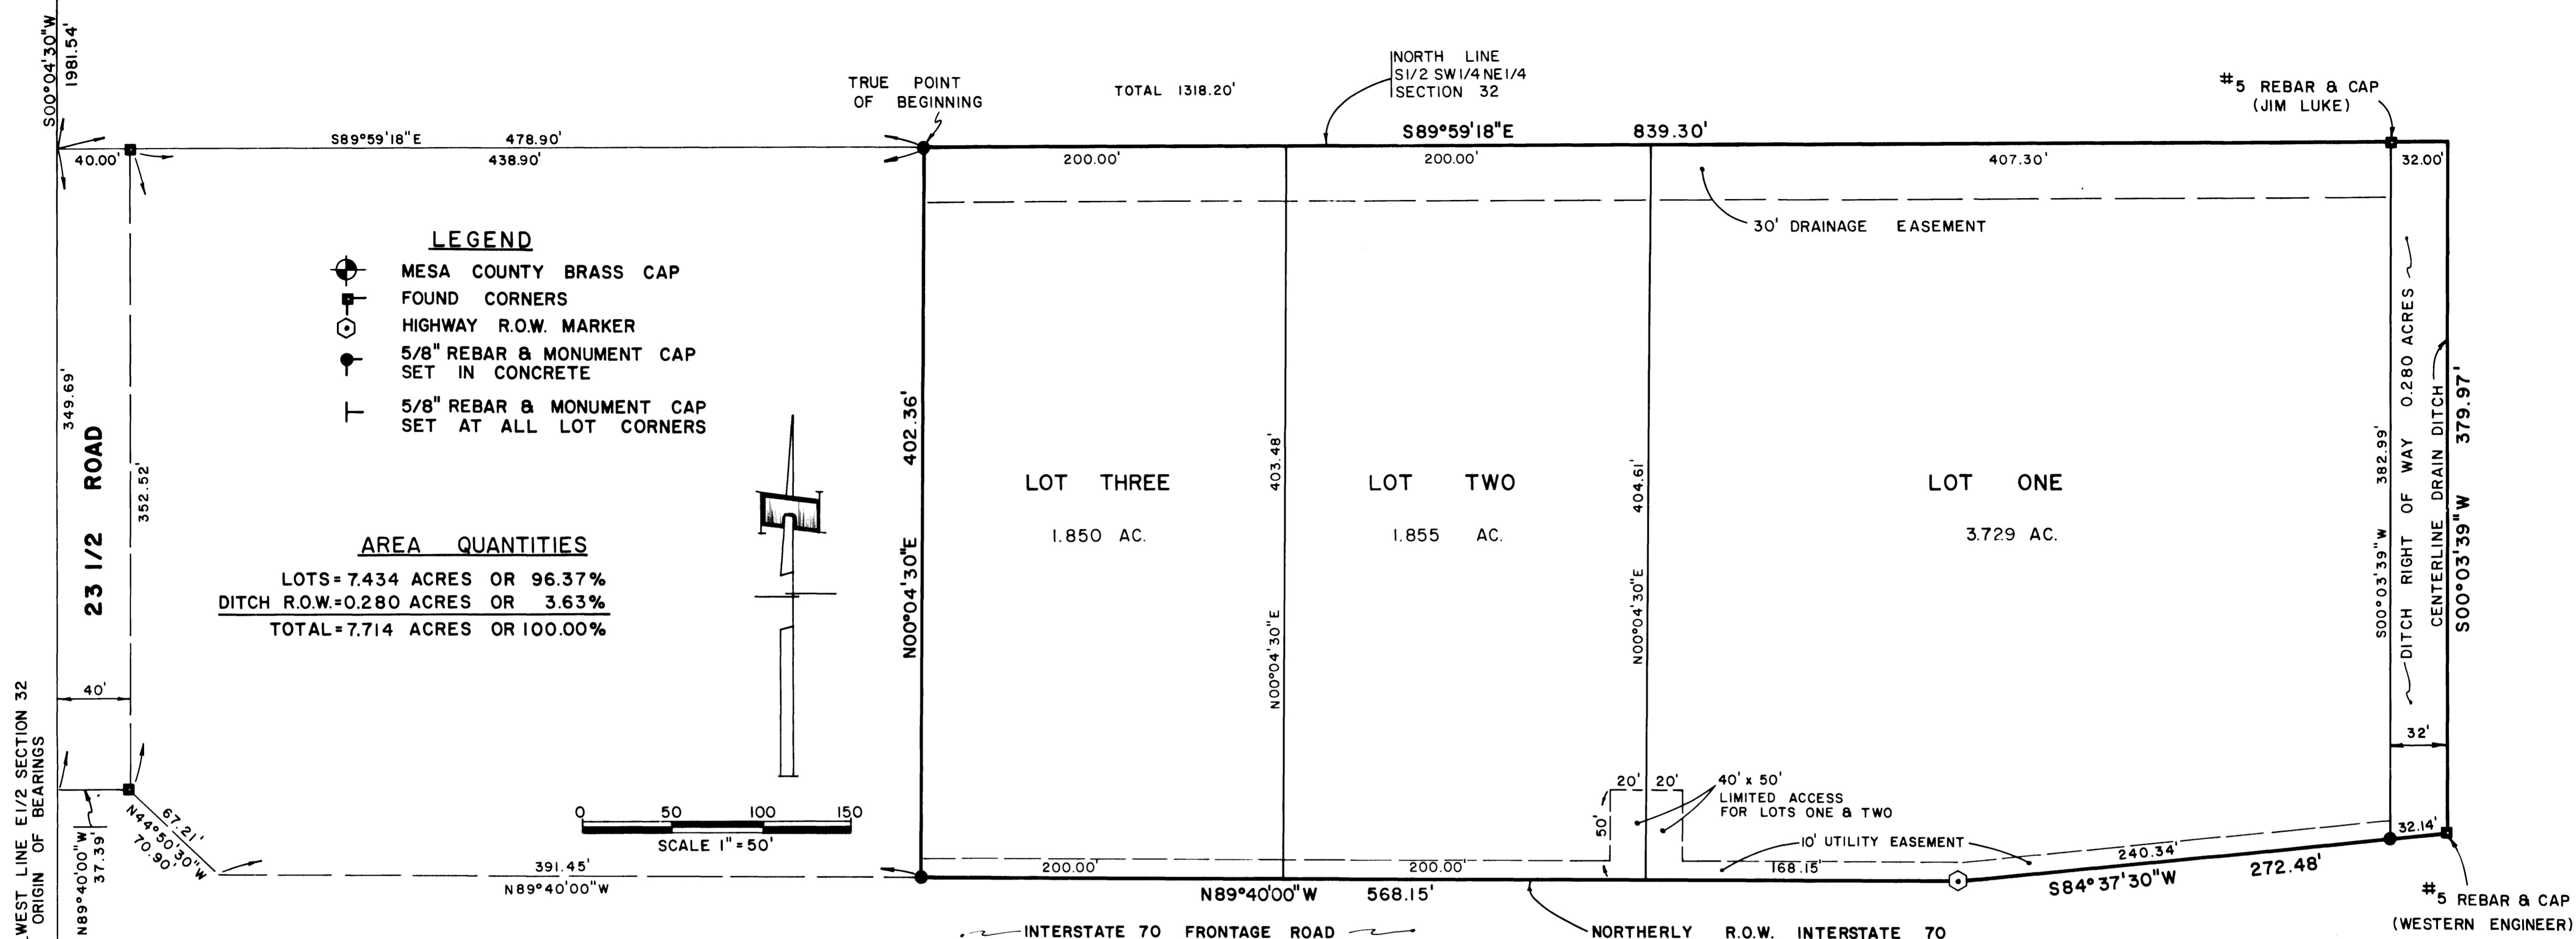 S00°04'30"W
1981.54'
TRUE POINT
OF BEGINNING
TOTAL 1318.20'
NORTH LINE
S1/2 SW1/4 NE1/4
SECTION 32
#5 REBAR & CAP
(JIM LUKE)
S89°59'18"E 478.90'
S89°59'18"E 839.30'
40.00'
438.90'
200.00'
200.00'
407.30'
32.00'
30' DRAINAGE EASEMENT
LEGEND
MESA COUNTY BRASS CAP
FOUND CORNERS
HIGHWAY R.O.W. MARKER
5/8" REBAR & MONUMENT CAP
SET IN CONCRETE
5/8" REBAR & MONUMENT CAP
SET AT ALL LOT CORNERS
349.69'
23 1/2 ROAD
352.52'
AREA QUANTITIES
LOTS=7.434 ACRES OR 96.37%
DITCH R.O.W.=0.280 ACRES OR 3.63%
TOTAL=7.714 ACRES OR 100.00%
N00°04'30"E 402.36'
LOT THREE
1.850 AC.
N00°04'30"E 403.48'
LOT TWO
1.855 AC.
N00°04'30"E 404.61'
LOT ONE
3.729 AC.
S00°03'39"W 382.99'
DITCH RIGHT OF WAY 0.280 ACRES
CENTERLINE DRAIN DITCH
S00°03'39"W 379.97'
WEST LINE E1/2 SECTION 32
ORIGIN OF BEARINGS
40'
N89°40'00"W
37.39'
67.21'
N44°50'30"W
70.90'
0 50 100 150
SCALE 1"=50'
391.45'
N89°40'00"W
20' 20'
50'
40' x 50'
LIMITED ACCESS
FOR LOTS ONE & TWO
10' UTILITY EASEMENT
32'
32.14'
200.00'
200.00'
168.15'
240.34'
N89°40'00"W 568.15'
S84°37'30"W 272.48'
#5 REBAR & CAP
(WESTERN ENGINEER)
INTERSTATE 70 FRONTAGE ROAD
NORTHERLY R.O.W. INTERSTATE 70